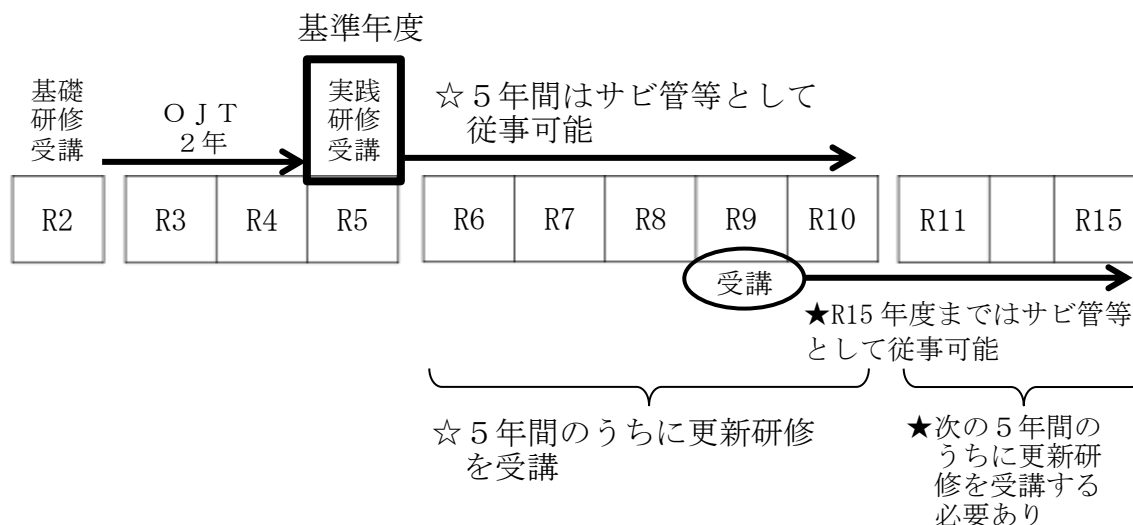 基準年度
基礎
研修
受講
ＯＪＴ
２年
実践
研修
受講
☆５年間はサビ管等として
従事可能
R2
R3
R4
R5
R6
R7
R8
R9
R10
R11
R15
受講
★R15 年度まではサビ管等
として従事可能
☆５年間のうちに更新研修
を受講
★次の５年間の
うちに更新研
修を受講する
必要あり